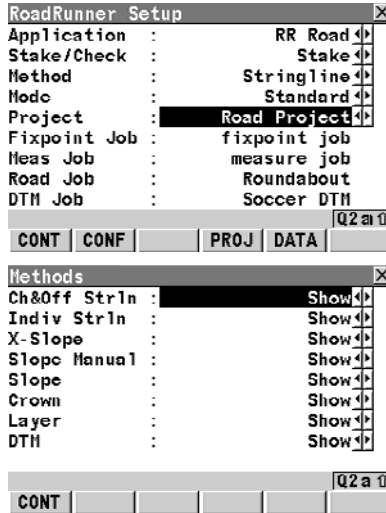 RoadRunner Setup
Application : RR Road
Stake/Check : Stake
Method : Stringline
Mode : Standard
Project : Road Project
Fixpoint Job : fixpoint job
Meas Job : measure job
Road Job : Roundabout
DTM Job : Soccer DTM
Q2a
CONT CONF PROJ DATA
Methods
Ch&Off Strln : Show
Indiv Strln : Show
X-Slope : Show
Slope Manual : Show
Slope : Show
Crown : Show
Layer : Show
DTM : Show
Q2a
CONT